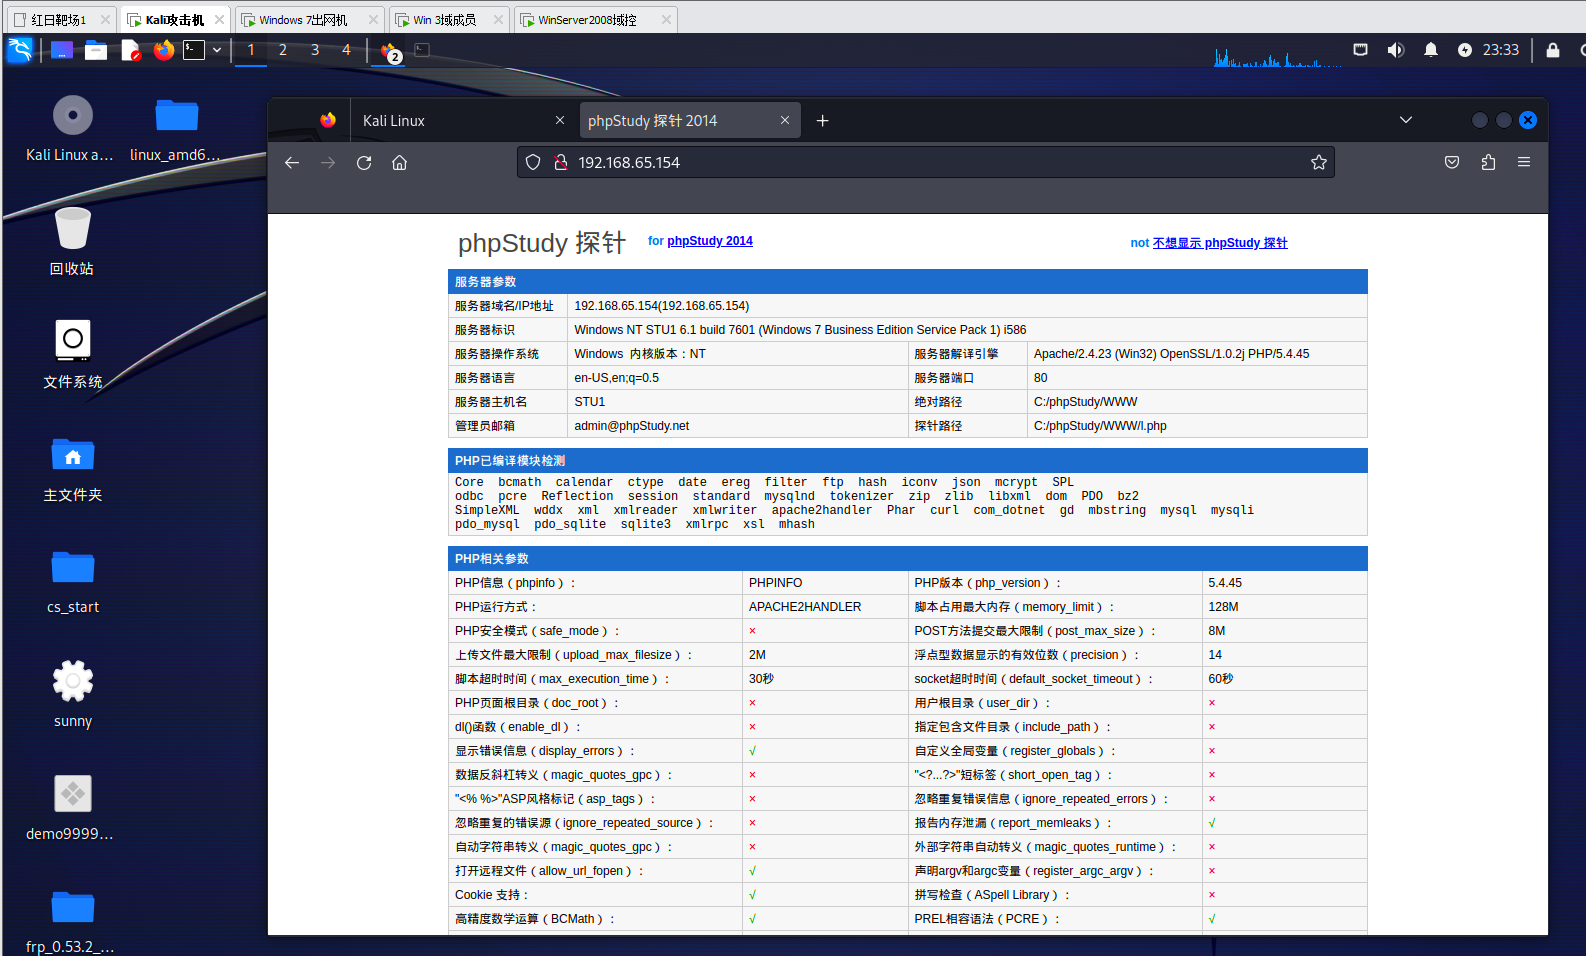 红日靶场1
Kali攻击机
Windows 7出网机
Win 3域成员
WinServer2008域控
1 2 3 4
2
23:33
Kali Linux a...
linux_amd6...
回收站
文件系统
主文件夹
cs_start
sunny
demo9999...
frp_0.53.2_...
Kali Linux
phpStudy 探针 2014
192.168.65.154
phpStudy 探针 for phpStudy 2014
not 不想显示 phpStudy 探针
服务器参数
服务器域名/IP地址 192.168.65.154(192.168.65.154)
服务器标识 Windows NT STU1 6.1 build 7601 (Windows 7 Business Edition Service Pack 1) i586
服务器操作系统 Windows 内核版本：NT 服务器解译引擎 Apache/2.4.23 (Win32) OpenSSL/1.0.2j PHP/5.4.45
服务器语言 en-US,en;q=0.5 服务器端口 80
服务器主机名 STU1 绝对路径 C:/phpStudy/WWW
管理员邮箱 admin@phpStudy.net 探针路径 C:/phpStudy/WWW/l.php
PHP已编译模块检测
Core bcmath calendar ctype date ereg filter ftp hash iconv json mcrypt SPL
odbc pcre Reflection session standard mysqlnd tokenizer zip zlib libxml dom PDO bz2
SimpleXML wddx xml xmlreader xmlwriter apache2handler Phar curl com_dotnet gd mbstring mysql mysqli
pdo_mysql pdo_sqlite sqlite3 xmlrpc xsl mhash
PHP相关参数
PHP信息（phpinfo）： PHPINFO PHP版本（php_version）： 5.4.45
PHP运行方式： APACHE2HANDLER 脚本占用最大内存（memory_limit）： 128M
PHP安全模式（safe_mode）： × POST方法提交最大限制（post_max_size）： 8M
上传文件最大限制（upload_max_filesize）： 2M 浮点型数据显示的有效位数（precision）： 14
脚本超时时间（max_execution_time）： 30秒 socket超时时间（default_socket_timeout）： 60秒
PHP页面根目录（doc_root）： × 用户根目录（user_dir）： ×
dl()函数（enable_dl）： × 指定包含文件目录（include_path）： ×
显示错误信息（display_errors）： √ 自定义全局变量（register_globals）： ×
数据反斜杠转义（magic_quotes_gpc）： × "<?...?>"短标签（short_open_tag）： ×
"<% %>"ASP风格标记（asp_tags）： × 忽略重复错误信息（ignore_repeated_errors）： ×
忽略重复的错误源（ignore_repeated_source）： × 报告内存泄漏（report_memleaks）： √
自动字符串转义（magic_quotes_gpc）： × 外部字符串自动转义（magic_quotes_runtime）： ×
打开远程文件（allow_url_fopen）： √ 声明argv和argc变量（register_argc_argv）： ×
Cookie 支持： √ 拼写检查（ASpell Library）： ×
高精度数学运算（BCMath）： √ PREL相容语法（PCRE）： √